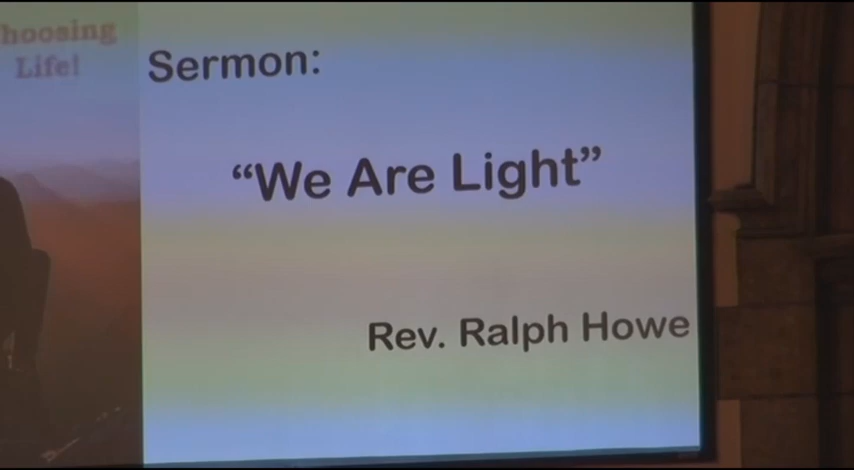 hoosing
Life!
Sermon:
“We Are Light”
Rev. Ralph Howe